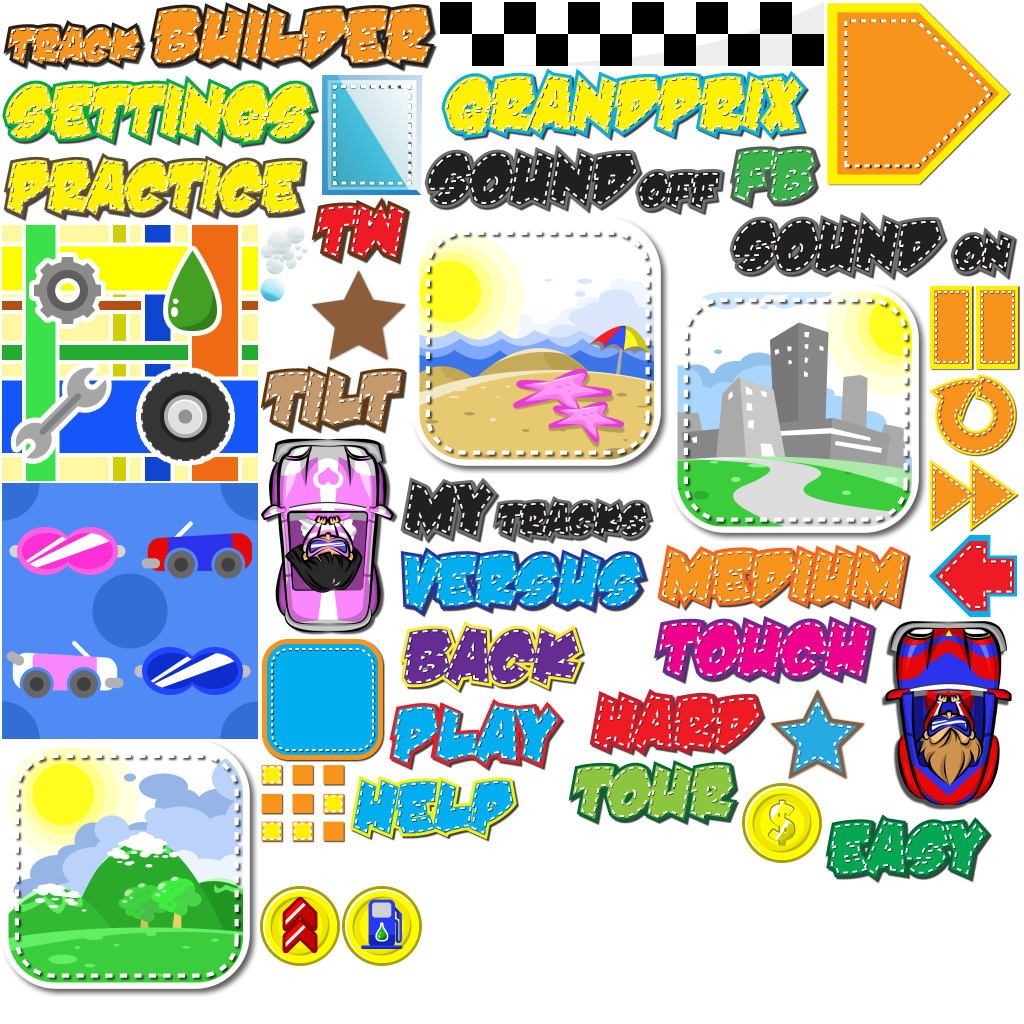 TRACK BUILDER
SETTINGS
GRANDPRIX
PRACTICE
SOUND OFF
FB
TW
SOUND ON
TILT
MY TRACKS
VERSUS
MEDIUM
BACK
TOUCH
PLAY
HARD
HELP
TOUR
$
EASY